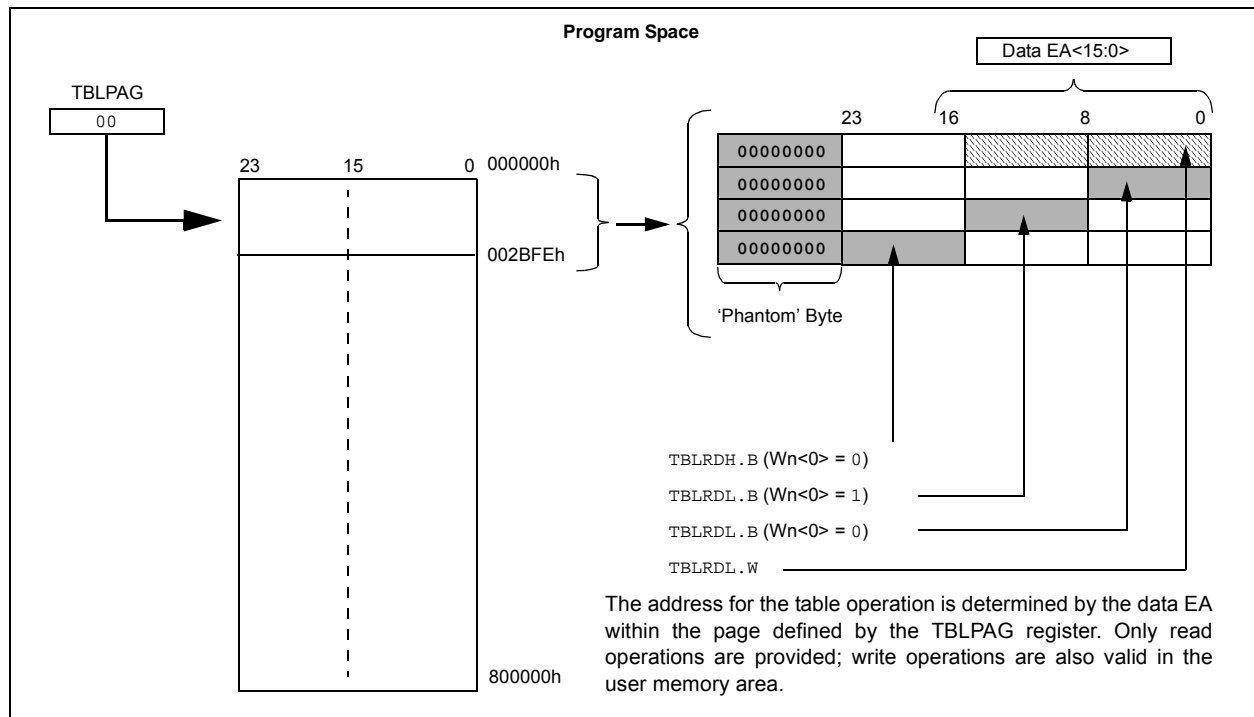 Program Space
Data EA<15:0>
TBLPAG
00
23 16 8 0
00000000
00000000
00000000
00000000
23 15 0
000000h
002BFEh
'Phantom' Byte
TBLRDH.B (Wn<0> = 0)
TBLRDL.B (Wn<0> = 1)
TBLRDL.B (Wn<0> = 0)
TBLRDL.W
The address for the table operation is determined by the data EA
within the page defined by the TBLPAG register. Only read
operations are provided; write operations are also valid in the
user memory area.
800000h